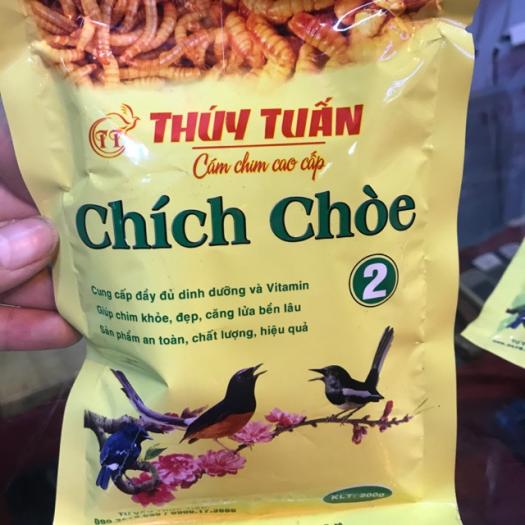 TT
THÚY TUẤN
Cám chim cao cấp
Chích Chòe
2
Cung cấp đầy đủ dinh dưỡng và Vitamin
Giúp chim khỏe, đẹp, căng lửa bền lâu
Sản phẩm an toàn, chất lượng, hiệu quả
KLT: 200g